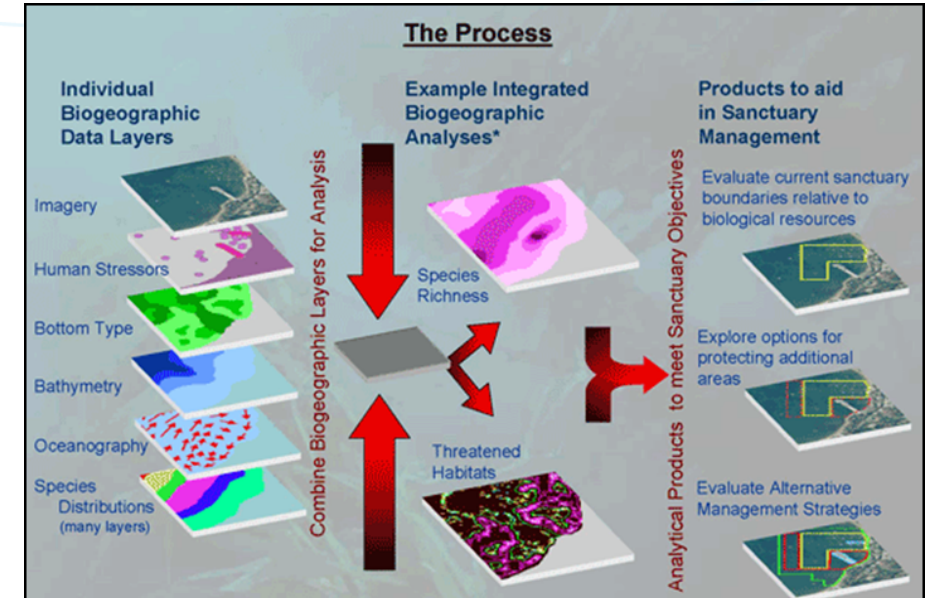 The Process
Individual
Biogeographic
Data Layers
Imagery
Human Stressors
Bottom Type
Bathymetry
Oceanography
Species
Distributions
(many layers)
Combine Biogeographic Layers for Analysis
Example Integrated
Biogeographic
Analyses*
Species
Richness
Threatened
Habitats
Analytical Products to meet Sanctuary Objectives
Products to aid
in Sanctuary
Management
Evaluate current sanctuary
boundaries relative to
biological resources
Explore options for
protecting additional
areas
Evaluate Alternative
Management Strategies